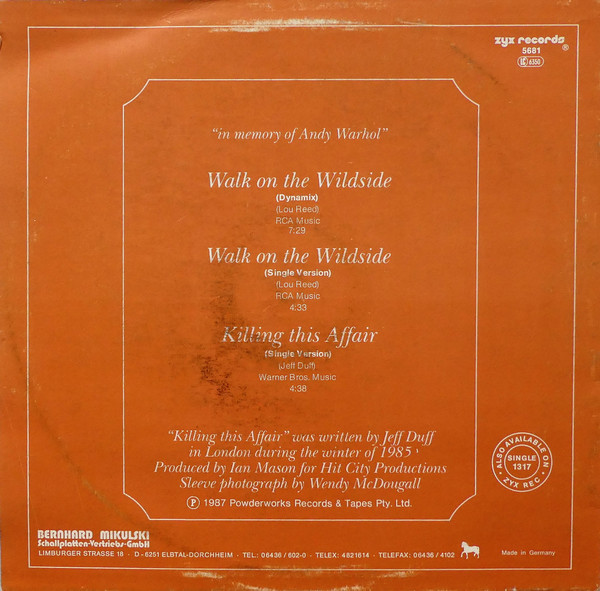 zyx records
®
5681
LC 6350
"in memory of Andy Warhol"
Walk on the Wildside
(Dynamix)
(Lou Reed)
RCA Music
7:29
Walk on the Wildside
(Single Version)
(Lou Reed)
RCA Music
4:33
Killing this Affair
(Single Version)
(Jeff Duff)
Warner Bros. Music
4:38
"Killing this Affair" was written by Jeff Duff
in London during the winter of 1985
Produced by Ian Mason for Hit City Productions
Sleeve photograph by Wendy McDougall
Ⓟ 1987 Powderworks Records & Tapes Pty. Ltd.
• ALSO AVAILABLE ON •
SINGLE
1317
ZYX REC.
BERNHARD MIKULSKI
Schallplatten-Vertriebs-GmbH
LIMBURGER STRASSE 18 · D-6251 ELBTAL-DORCHHEIM · TEL.: 06436 / 602-0 · TELEX: 4821614 · TELEFAX: 06436 / 4102
Made in Germany